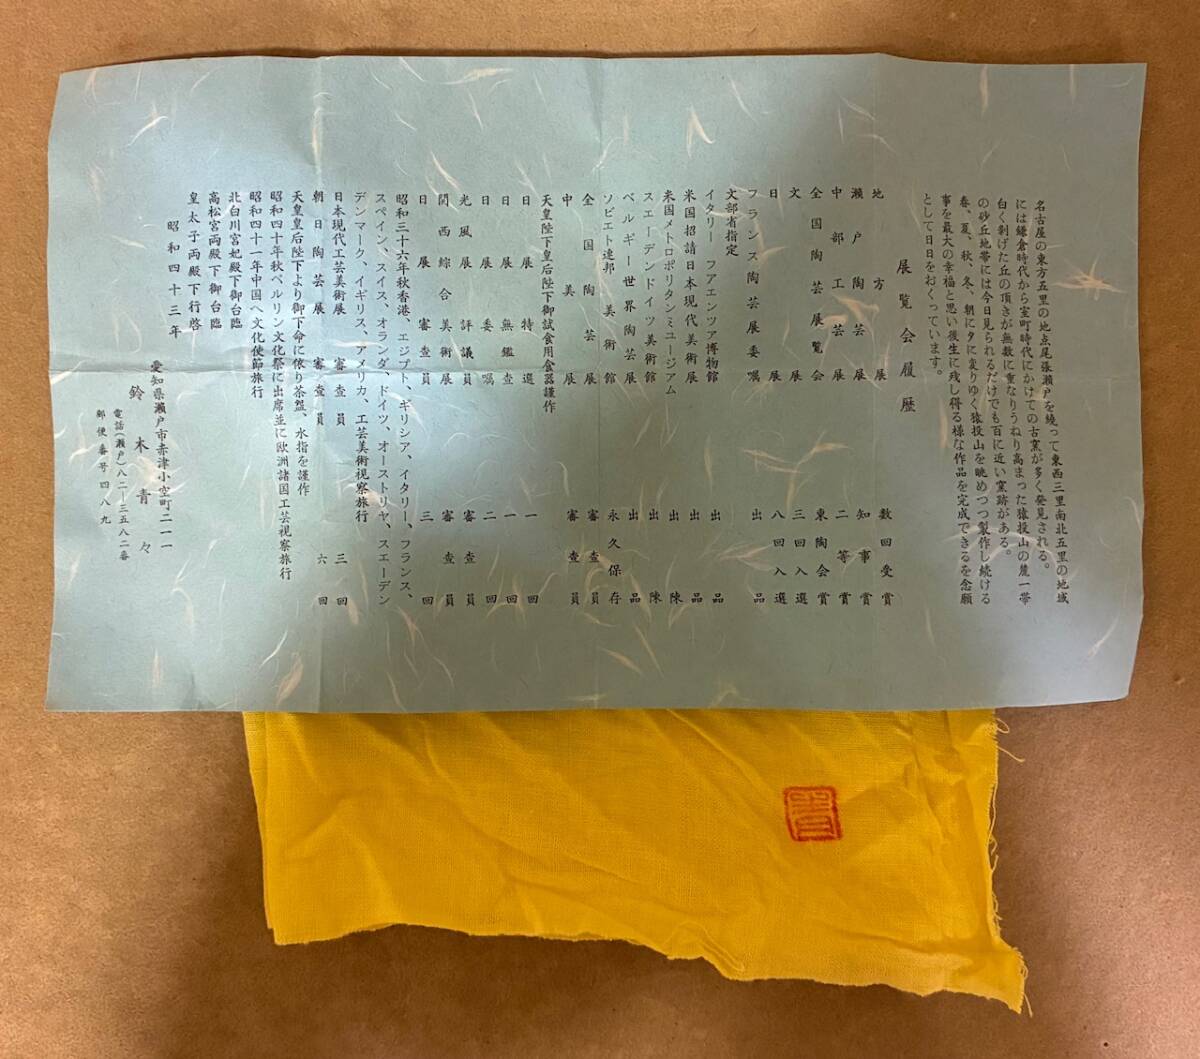 名古屋の東方五里の地点尾張瀬戸を繞って東西三里南北五里の地域
には鎌倉時代から室町時代にかけての古窯が多く発見される。
白く剥げた丘の頂きが無数に重なりうねり高まった猿投山の麓一帯
の砂丘地帯には今日見られるだけでも百に近い窯跡がある。
春、夏、秋、冬、朝に夕に変りゆく猿投山を眺めつつ製作し続ける
事を最大の幸福と思い後生に残し得る様な作品を完成できるを念願
として日日をおくっています。
展覧会履歴
地方展 数回受賞
瀬戸陶芸展 知事賞
中部工芸展 二等賞
全国陶芸展覧会 東陶会賞
文展 三回入選
日展 八回入選
フランス陶芸展委嘱 出品
文部省指定
イタリー フアエンツア博物館 出品
米国招請日本現代美術展 出品
米国メトロポリタンミュージアム 出陳
スエーデンドイツ美術館 出陳
ベルギー世界陶芸展 出品
ソビエト連邦美術館 永久保存
全国陶芸展 審査員
中美展 審査員
天皇陛下皇后陛下御試食用食器謹作
日展特選 一回
日展無鑑査 一回
日展委嘱 二回
光風展評議員 審査員
関西綜合美術展 審査員
日展審査員 三回
昭和三十六年秋香港、エジプト、ギリシア、イタリー、フランス、
スペイン、スイス、オランダ、ドイツ、オーストリヤ、スエーデン
デンマーク、イギリス、アメリカ、工芸美術視察旅行
日本現代工芸美術展 審査員 三回
朝日陶芸展 審査員 六回
天皇皇后陛下より御下命に依り茶盌、水指を謹作
昭和四十年秋ベルリン文化祭に出席並に欧洲諸国工芸視察旅行
昭和四十一年中国へ文化使節旅行
北白川宮妃殿下御台臨
高松宮両殿下御台臨
皇太子両殿下行啓
昭和四十三年
愛知県瀬戸市赤津小空町二一一
鈴木青々
電話(瀬戸)八二―三五八二番
郵便番号四八九